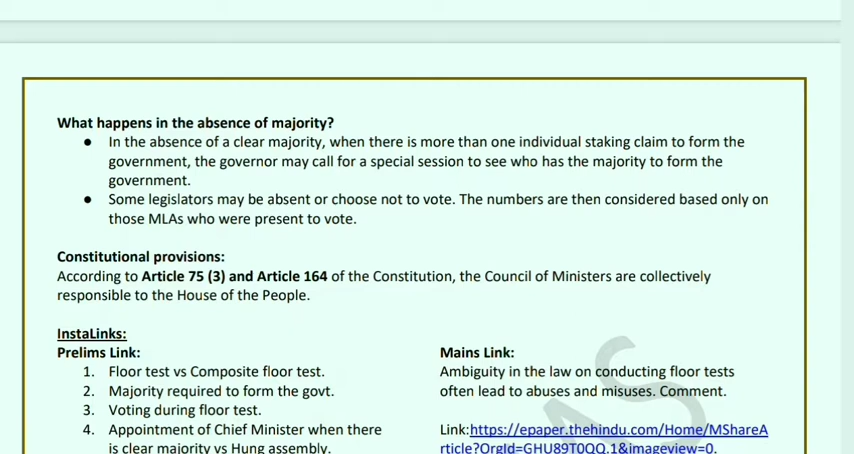 What happens in the absence of majority?
● In the absence of a clear majority, when there is more than one individual staking claim to form the
government, the governor may call for a special session to see who has the majority to form the
government.
● Some legislators may be absent or choose not to vote. The numbers are then considered based only on
those MLAs who were present to vote.
Constitutional provisions:
According to Article 75 (3) and Article 164 of the Constitution, the Council of Ministers are collectively
responsible to the House of the People.
InstaLinks:
Prelims Link:
1. Floor test vs Composite floor test.
2. Majority required to form the govt.
3. Voting during floor test.
4. Appointment of Chief Minister when there
is clear majority vs Hung assembly.
Mains Link:
Ambiguity in the law on conducting floor tests
often lead to abuses and misuses. Comment.
Link:https://epaper.thehindu.com/Home/MShareA
rticle?OrgId=GHU89T0QQ.1&imageview=0.